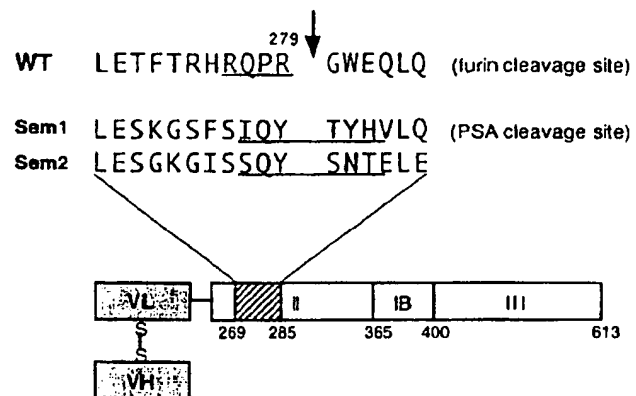 279
WT LETFTRHRQPR GWEQLQ (furin cleavage site)
Sem1 LESKGSFSIQY TYHVLQ (PSA cleavage site)
Sem2 LESGKGISSQY SNTELE
VL II IB III
269 285 365 400 613
S
S
VH